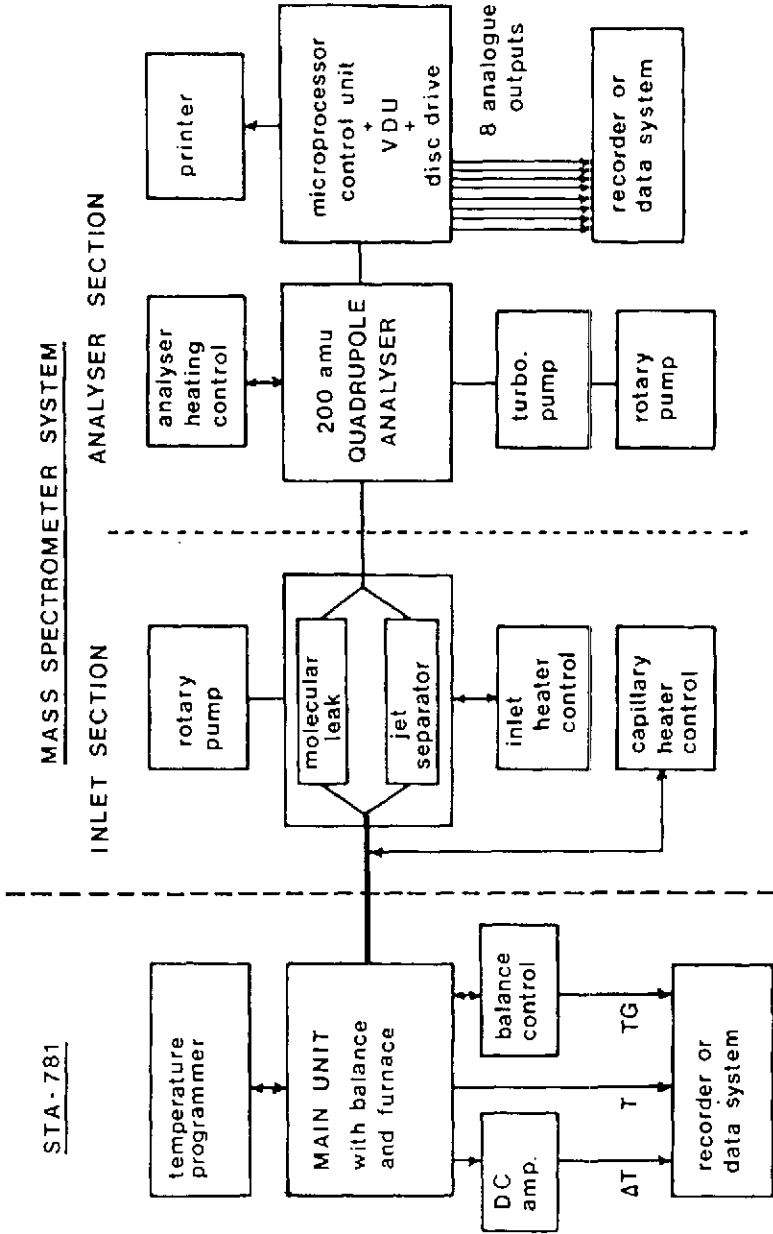 MASS SPECTROMETER SYSTEM
STA-781
INLET SECTION
ANALYSER SECTION
temperature
programmer
MAIN UNIT
with balance
and furnace
DC
amp.
balance
control
ΔT
T
TG
recorder or
data system
rotary
pump
molecular
leak
jet
separator
inlet
heater
control
capillary
heater
control
analyser
heating
control
200 amu
QUADRUPOLE
ANALYSER
turbo.
pump
rotary
pump
printer
microprocessor
control unit
+
VDU
+
disc drive
8 analogue
outputs
recorder or
data system